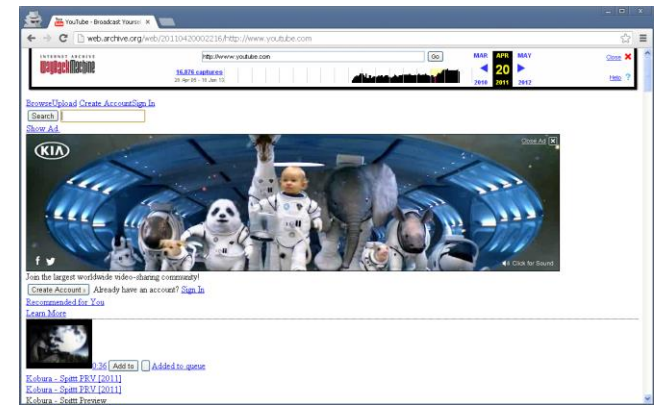 YouTube - Broadcast Yourself
web.archive.org/web/20110420002216/http://www.youtube.com
INTERNET ARCHIVE
WayBackMachine
http://www.youtube.com
Go
MAR APR MAY
Close
16,876 captures
20
2010 2011 2012
Help ?
BrowseUpload Create AccountSign In
Search
Show Ad
KIA
Close Ad
Click for Sound
Join the largest worldwide video-sharing community!
Create Account › Already have an account? Sign In
Recommended for You
Learn More
0:36 Add to Added to queue
Kobura - Spittt PRV [2011]
Kobura - Spittt PRV [2011]
Kobura - Spittt Preview